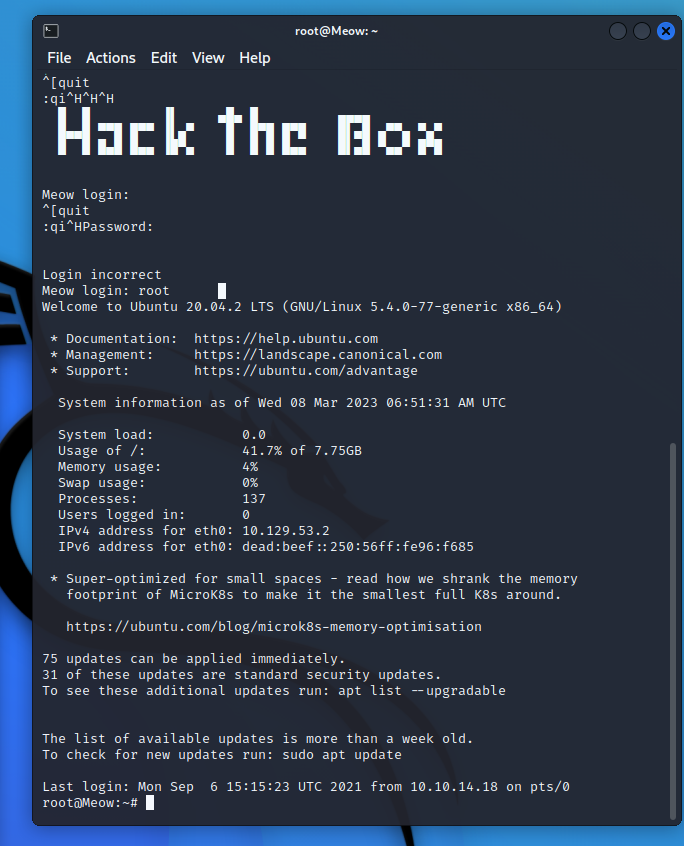 root@Meow: ~
File Actions Edit View Help
^[quit
:qi^H^H^H
Hack the Box
Meow login:
^[quit
:qi^HPassword:
Login incorrect
Meow login: root
Welcome to Ubuntu 20.04.2 LTS (GNU/Linux 5.4.0-77-generic x86_64)
* Documentation: https://help.ubuntu.com
* Management: https://landscape.canonical.com
* Support: https://ubuntu.com/advantage
System information as of Wed 08 Mar 2023 06:51:31 AM UTC
System load: 0.0
Usage of /: 41.7% of 7.75GB
Memory usage: 4%
Swap usage: 0%
Processes: 137
Users logged in: 0
IPv4 address for eth0: 10.129.53.2
IPv6 address for eth0: dead:beef::250:56ff:fe96:f685
* Super-optimized for small spaces - read how we shrank the memory
footprint of MicroK8s to make it the smallest full K8s around.
https://ubuntu.com/blog/microk8s-memory-optimisation
75 updates can be applied immediately.
31 of these updates are standard security updates.
To see these additional updates run: apt list --upgradable
The list of available updates is more than a week old.
To check for new updates run: sudo apt update
Last login: Mon Sep  6 15:15:23 UTC 2021 from 10.10.14.18 on pts/0
root@Meow:~#